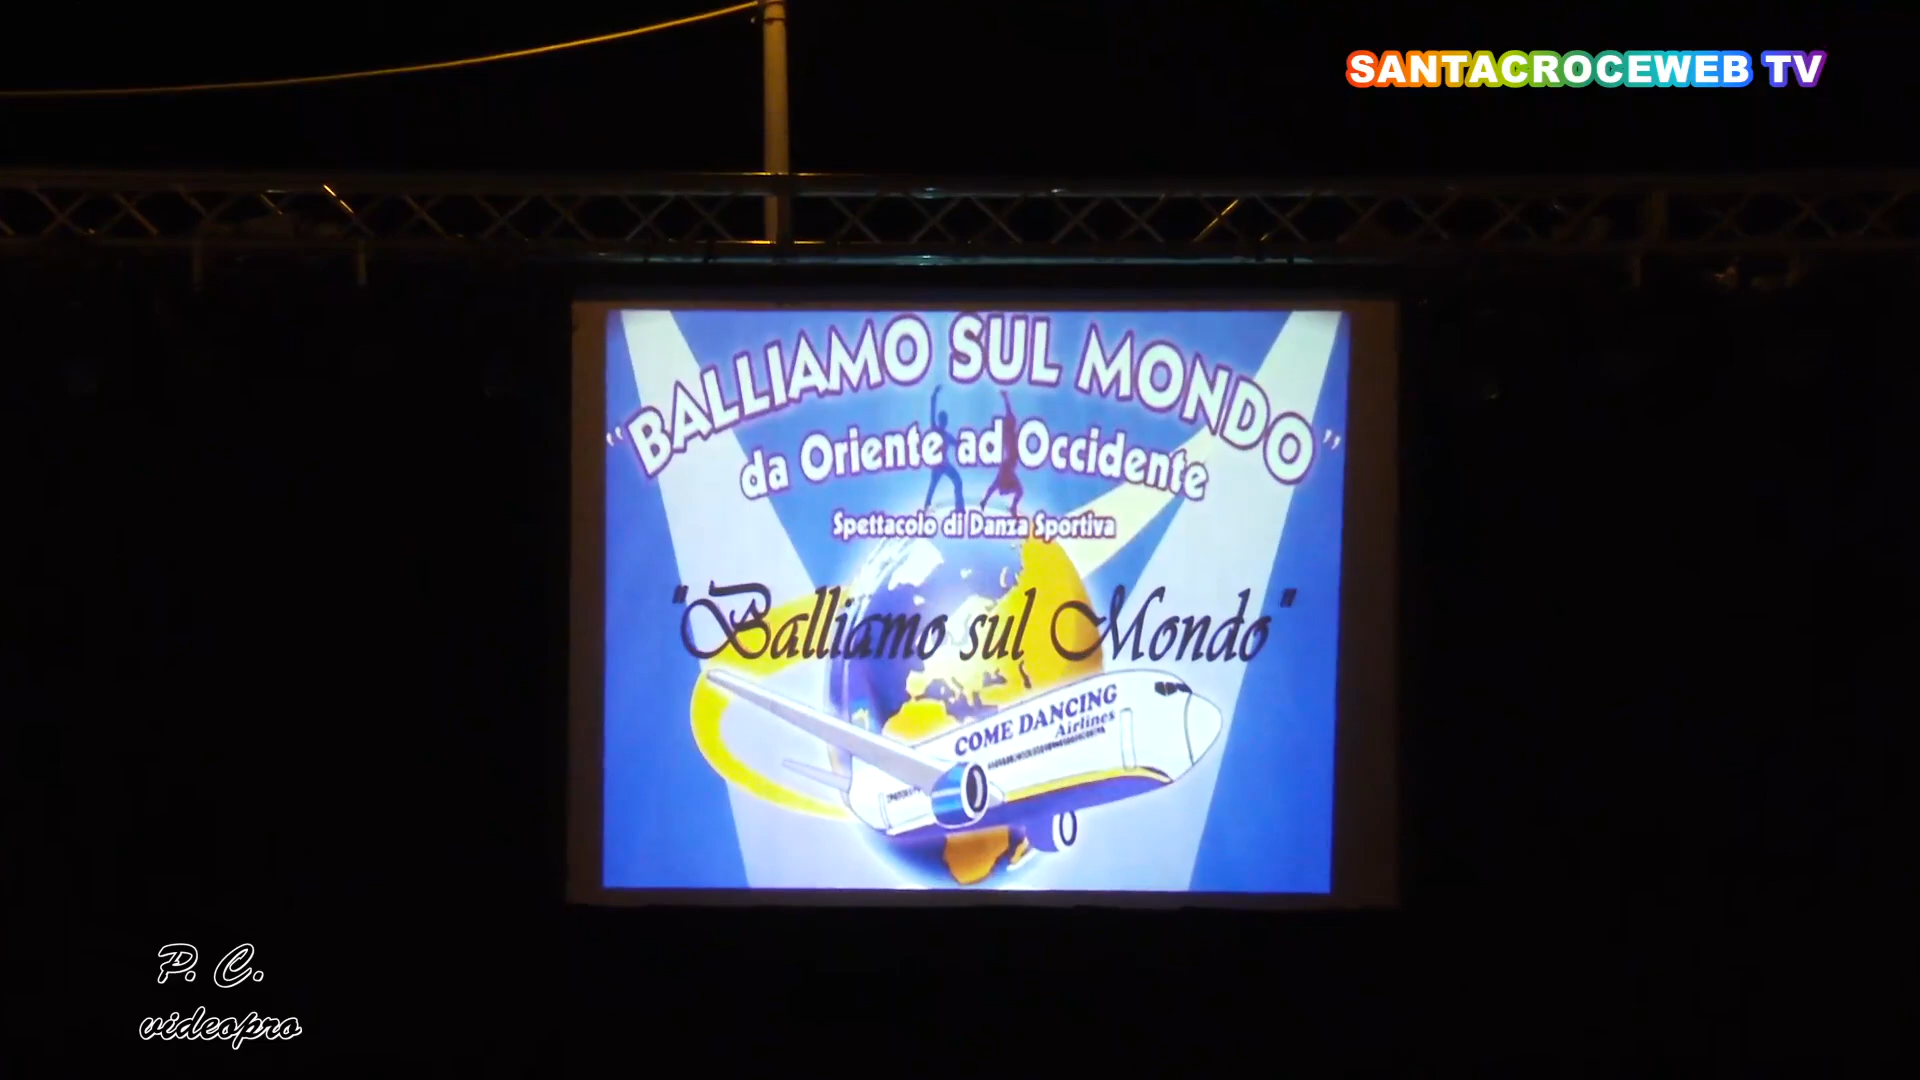 SANTACROCEWEB TV
"BALLIAMO SUL MONDO"
da Oriente ad Occidente
Spettacolo di Danza Sportiva
"Balliamo sul Mondo"
COME DANCING
Airlines
P. C.
videopro